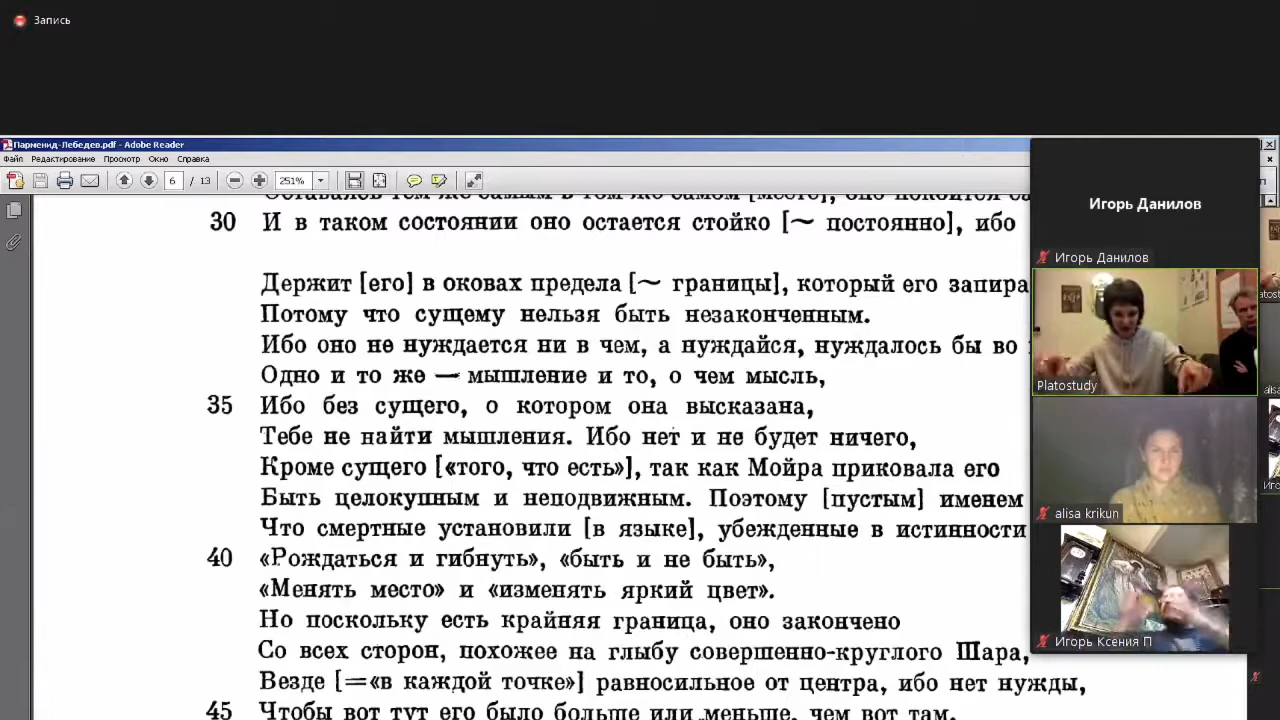 Запись
Парменид-Лебедев.pdf - Adobe Reader
Файл Редактирование Просмотр Окно Справка
6 / 13 251%
30 И в таком состоянии оно остается стойко [~ постоянно], ибо
Держит [его] в оковах предела [~ границы], который его запира
Потому что сущему нельзя быть незаконченным.
Ибо оно не нуждается ни в чем, а нуждайся, нуждалось бы во
Одно и то же — мышление и то, о чем мысль,
35 Ибо без сущего, о котором она высказана,
Тебе не найти мышления. Ибо нет и не будет ничего,
Кроме сущего [«того, что есть»], так как Мойра приковала его
Быть целокупным и неподвижным. Поэтому [пустым] именем
Что смертные установили [в языке], убежденные в истинности
40 «Рождаться и гибнуть», «быть и не быть»,
«Менять место» и «изменять яркий цвет».
Но поскольку есть крайняя граница, оно закончено
Со всех сторон, похожее на глыбу совершенно-круглого Шара,
Везде [=«в каждой точке»] равносильное от центра, ибо нет нужды,
45 Чтобы вот тут его было больше или меньше, чем вот там.
Игорь Данилов
Игорь Данилов
Platostudy
alisa krikun
Игорь Ксения П